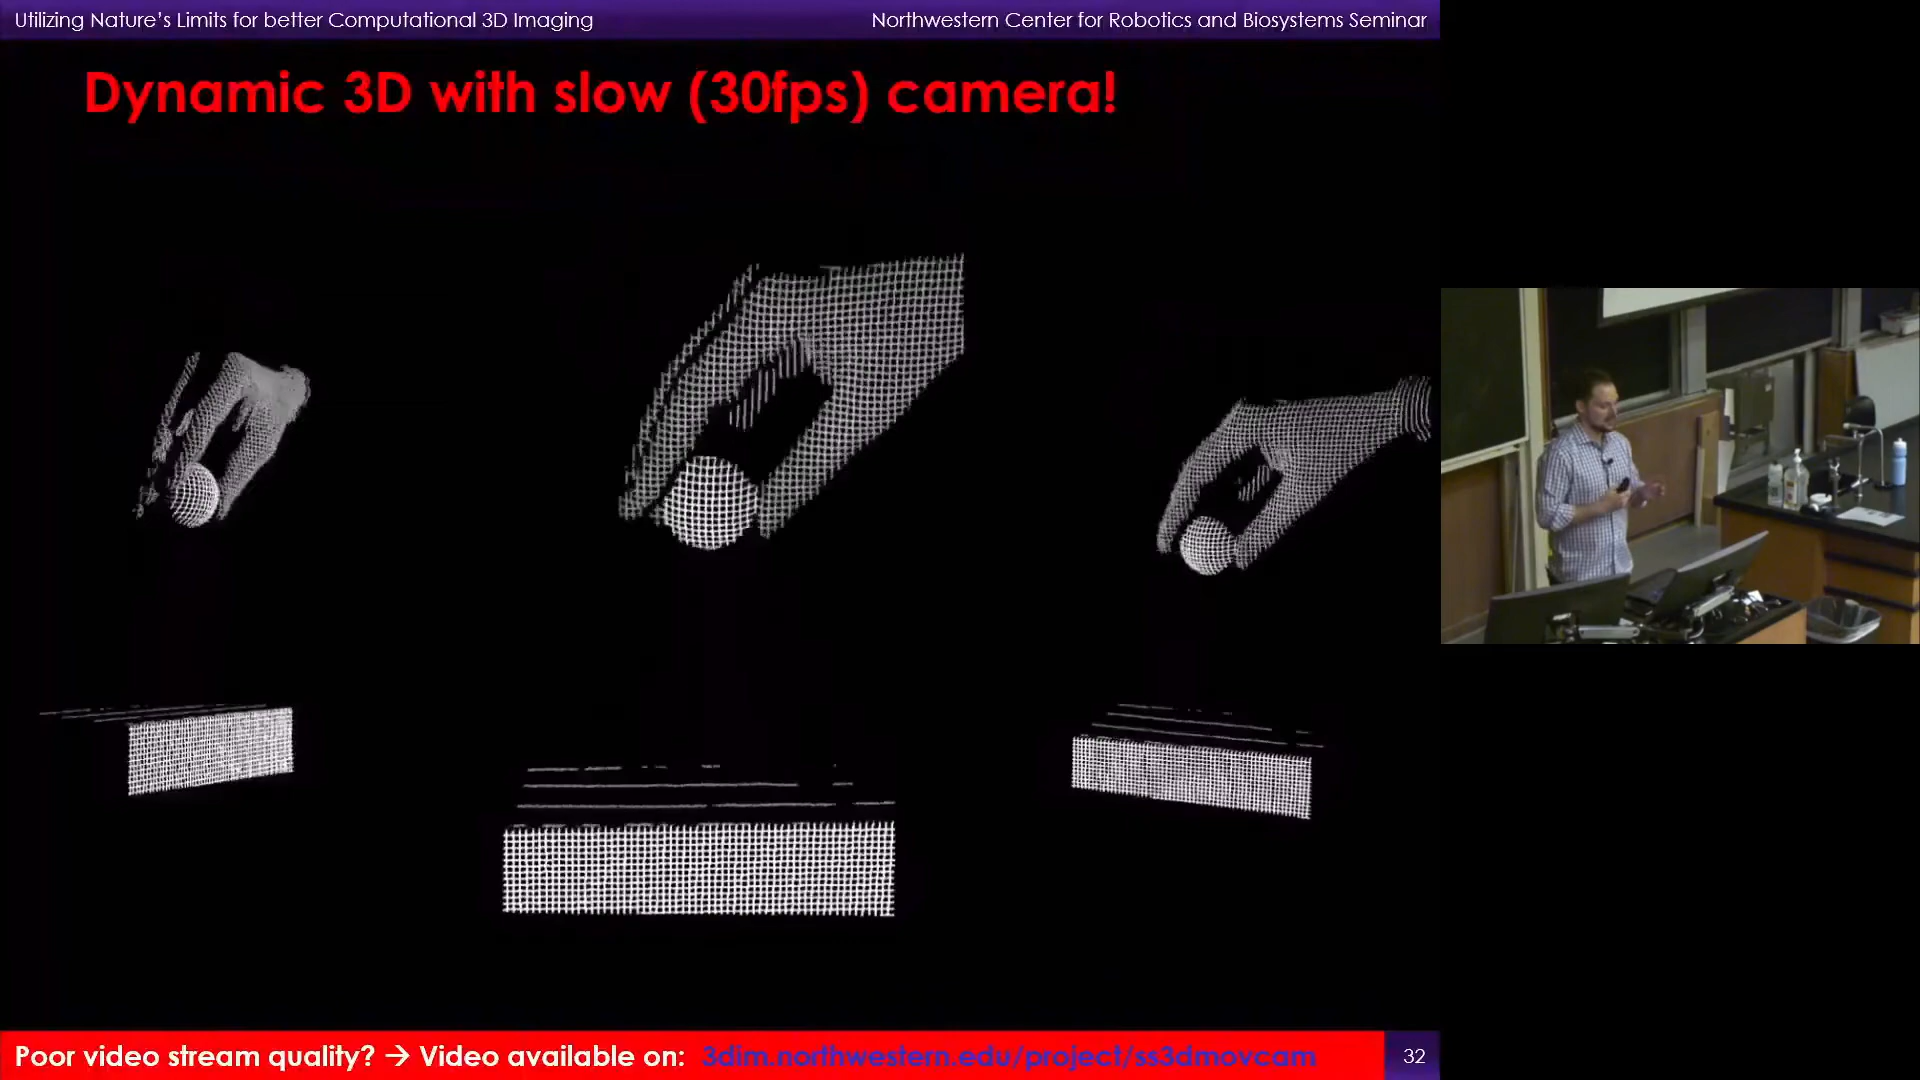 Utilizing Nature's Limits for better Computational 3D Imaging
Northwestern Center for Robotics and Biosystems Seminar
Dynamic 3D with slow (30fps) camera!
Poor video stream quality? → Video available on: 3dim.northwestern.edu/project/ss3dmovcam
32